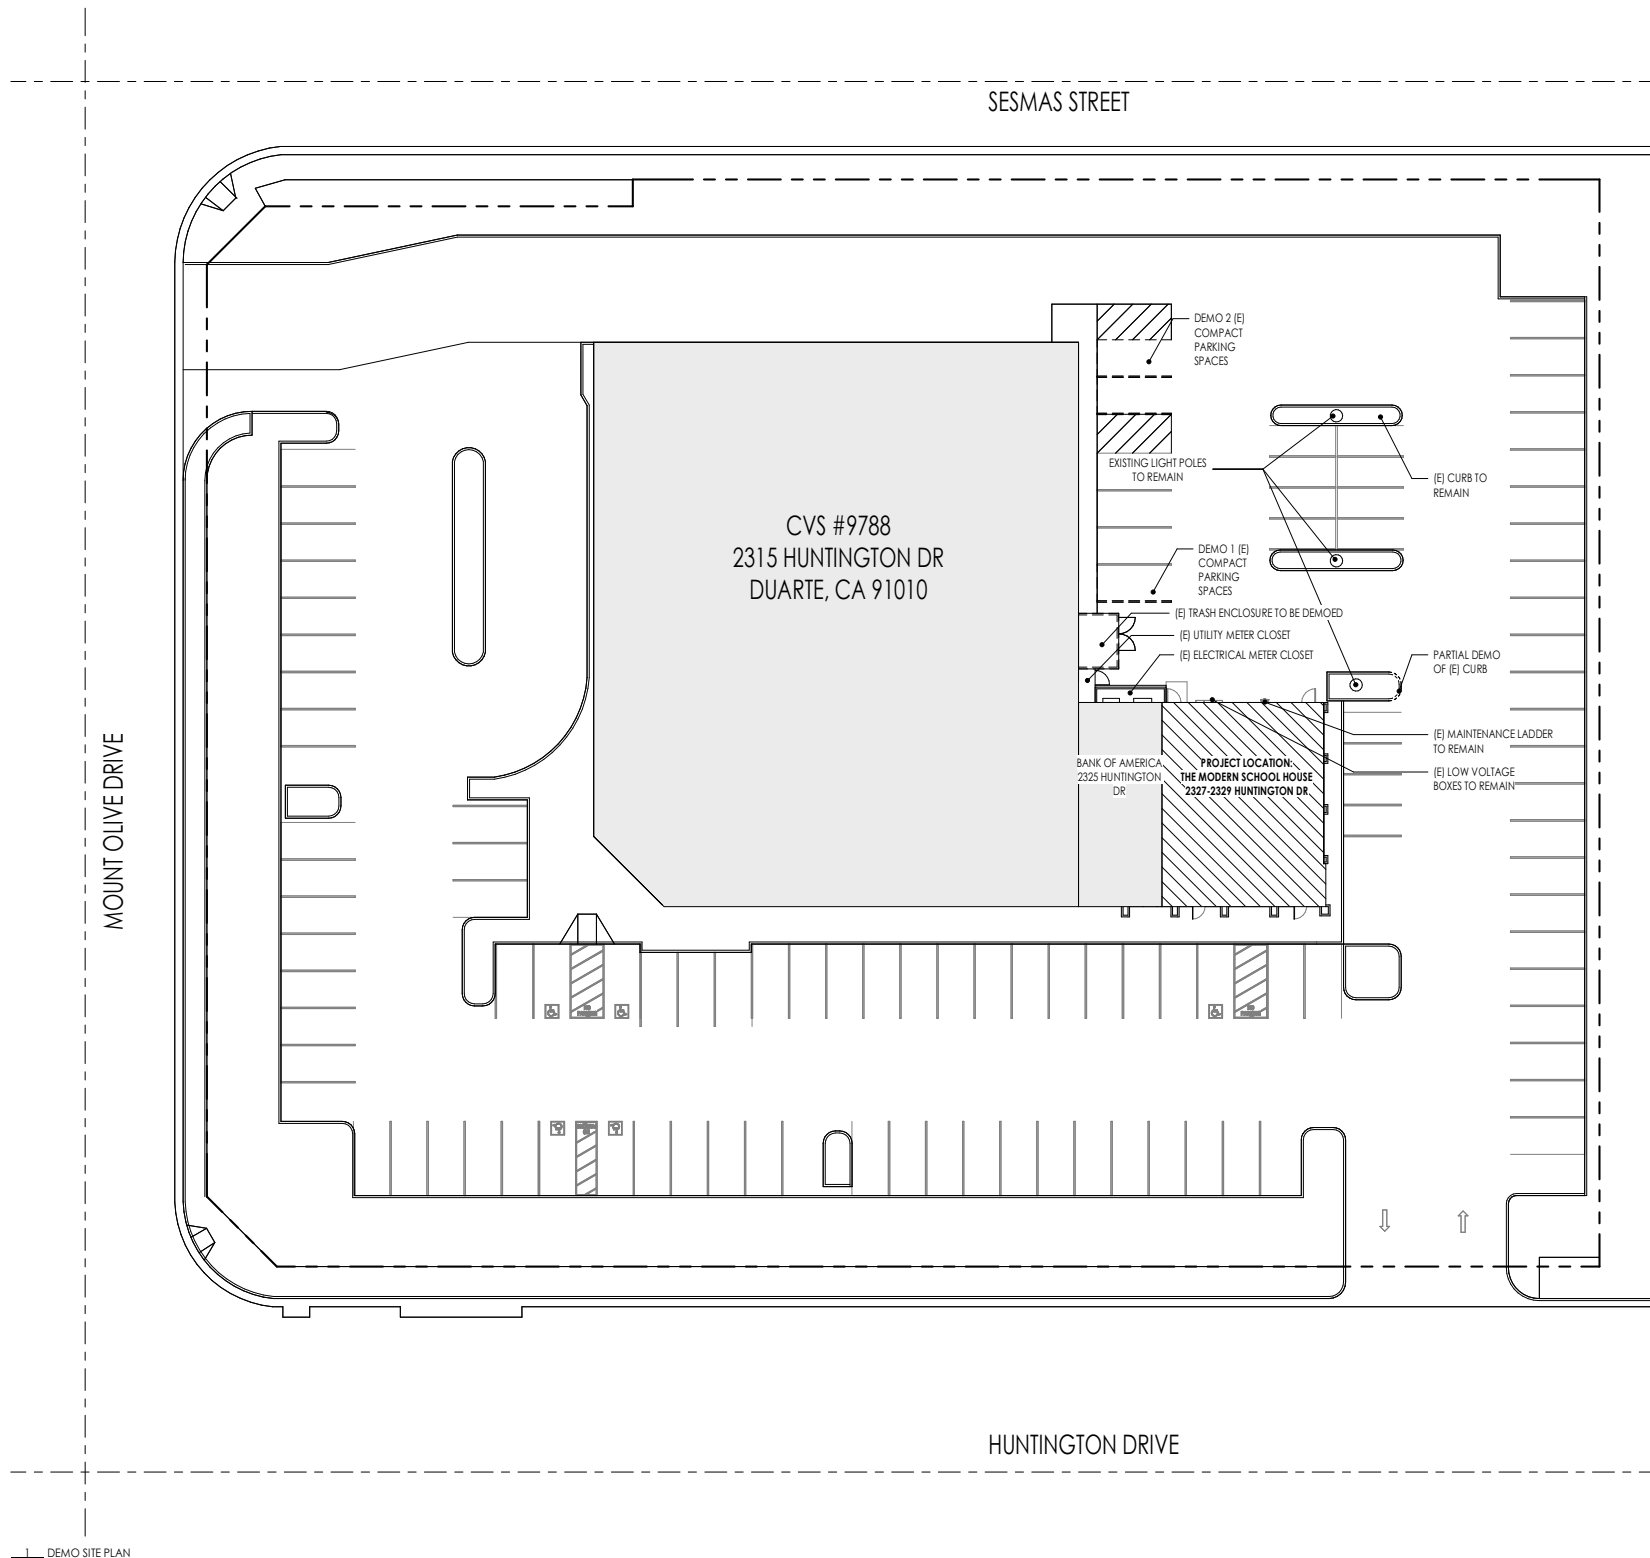 SESMAS STREET
DEMO 2 (E)
COMPACT
PARKING
SPACES
EXISTING LIGHT POLES
TO REMAIN
(E) CURB TO
REMAIN
CVS #9788
2315 HUNTINGTON DR
DUARTE, CA 91010
DEMO 1 (E)
COMPACT
PARKING
SPACES
(E) TRASH ENCLOSURE TO BE DEMOED
(E) UTILITY METER CLOSET
(E) ELECTRICAL METER CLOSET
PARTIAL DEMO
OF (E) CURB
(E) MAINTENANCE LADDER
TO REMAIN
(E) LOW VOLTAGE
BOXES TO REMAIN
BANK OF AMERICA
2325 HUNTINGTON
DR
PROJECT LOCATION:
THE MODERN SCHOOL HOUSE
2327-2329 HUNTINGTON DR
MOUNT OLIVE DRIVE
HUNTINGTON DRIVE
1 DEMO SITE PLAN